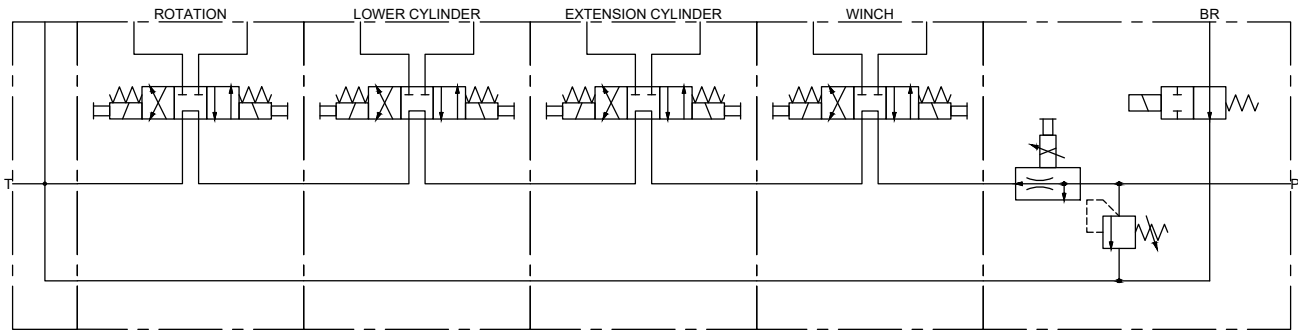 ROTATION
LOWER CYLINDER
EXTENSION CYLINDER
WINCH
BR
T
P